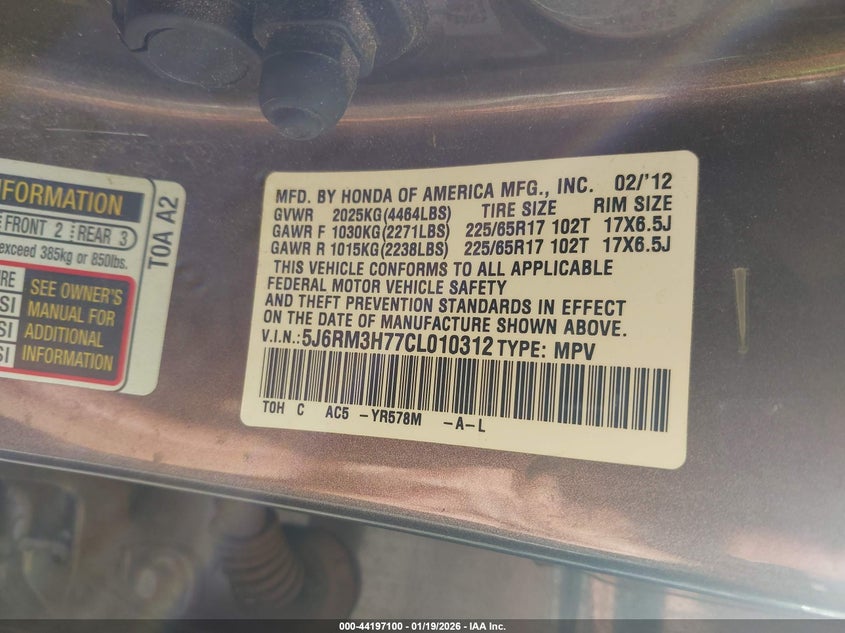 NFORMATION
FRONT 2 REAR 3
exceed 385kg or 850lbs.
SEE OWNER'S
MANUAL FOR
ADDITIONAL
INFORMATION
TOA A2
MFD. BY HONDA OF AMERICA MFG., INC. 02/'12
GVWR 2025KG(4464LBS) TIRE SIZE RIM SIZE
GAWR F 1030KG(2271LBS) 225/65R17 102T 17X6.5J
GAWR R 1015KG(2238LBS) 225/65R17 102T 17X6.5J
THIS VEHICLE CONFORMS TO ALL APPLICABLE
FEDERAL MOTOR VEHICLE SAFETY
AND THEFT PREVENTION STANDARDS IN EFFECT
ON THE DATE OF MANUFACTURE SHOWN ABOVE.
V.I.N.:5J6RM3H77CL010312 TYPE: MPV
TOH C AC5 -YR578M -A-L
000-44197100 - 01/19/2026 - IAA Inc.